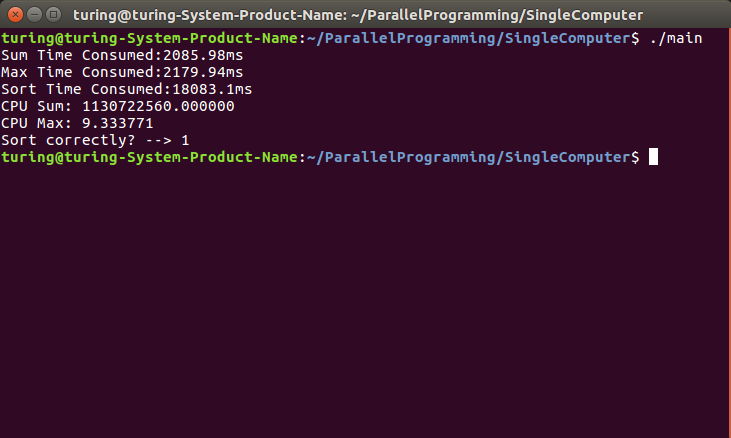 turing@turing-System-Product-Name: ~/ParallelProgramming/SingleComputer
turing@turing-System-Product-Name:~/ParallelProgramming/SingleComputer$ ./main
Sum Time Consumed:2085.98ms
Max Time Consumed:2179.94ms
Sort Time Consumed:18083.1ms
CPU Sum: 1130722560.000000
CPU Max: 9.333771
Sort correctly? --> 1
turing@turing-System-Product-Name:~/ParallelProgramming/SingleComputer$